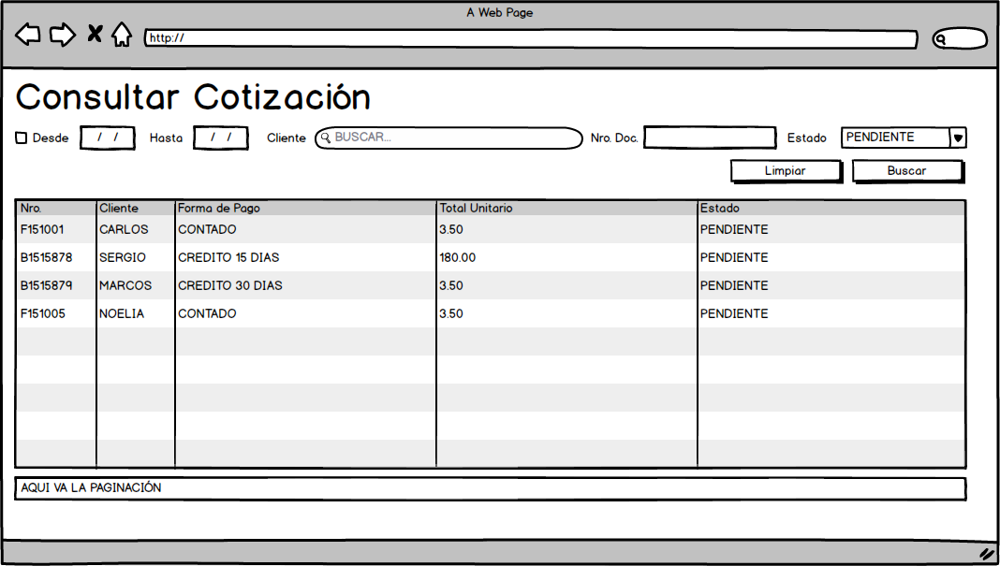 A Web Page
http://
Consultar Cotización
Desde / / Hasta / / Cliente BUSCAR... Nro. Doc. Estado PENDIENTE
Limpiar Buscar
Nro. Cliente Forma de Pago Total Unitario Estado
F151001 CARLOS CONTADO 3.50 PENDIENTE
B1515878 SERGIO CREDITO 15 DIAS 180.00 PENDIENTE
B1515879 MARCOS CREDITO 30 DIAS 3.50 PENDIENTE
F151005 NOELIA CONTADO 3.50 PENDIENTE
AQUI VA LA PAGINACIÓN